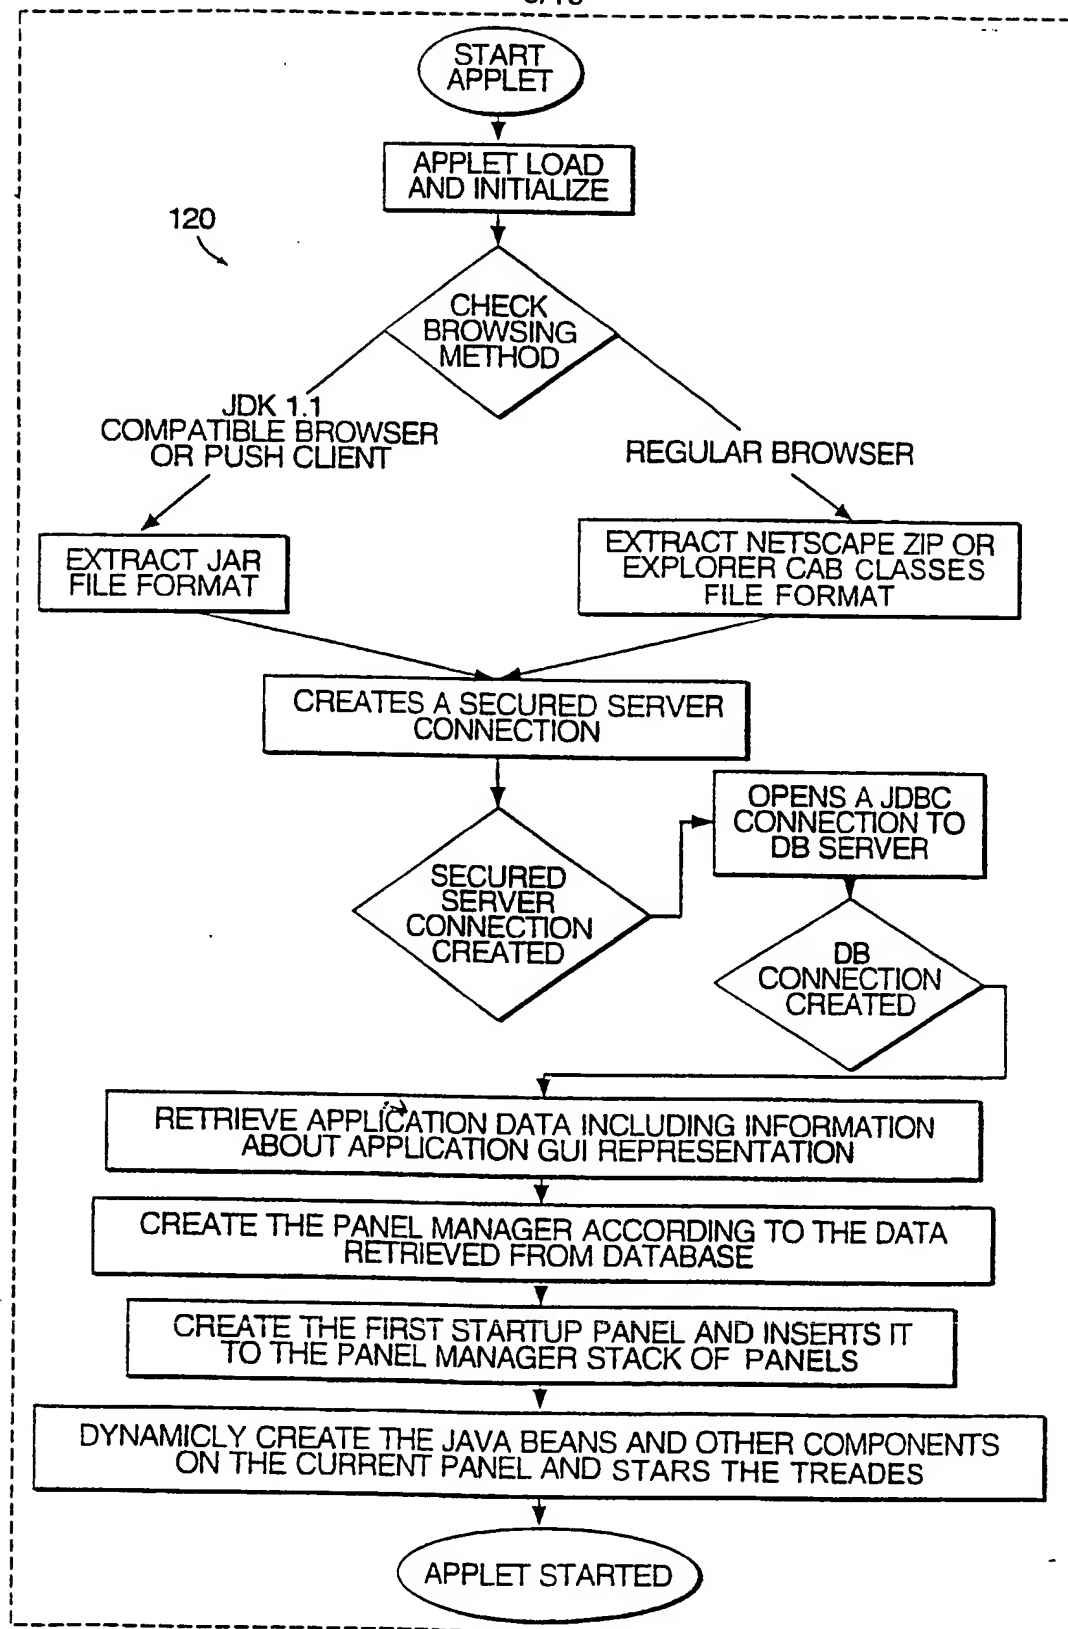 START
APPLET
APPLET LOAD
AND INITIALIZE
120
CHECK
BROWSING
METHOD
JDK 1.1
COMPATIBLE BROWSER
OR PUSH CLIENT
REGULAR BROWSER
EXTRACT JAR
FILE FORMAT
EXTRACT NETSCAPE ZIP OR
EXPLORER CAB CLASSES
FILE FORMAT
CREATES A SECURED SERVER
CONNECTION
OPENS A JDBC
CONNECTION TO
DB SERVER
SECURED
SERVER
CONNECTION
CREATED
DB
CONNECTION
CREATED
RETRIEVE APPLICATION DATA INCLUDING INFORMATION
ABOUT APPLICATION GUI REPRESENTATION
CREATE THE PANEL MANAGER ACCORDING TO THE DATA
RETRIEVED FROM DATABASE
CREATE THE FIRST STARTUP PANEL AND INSERTS IT
TO THE PANEL MANAGER STACK OF PANELS
DYNAMICLY CREATE THE JAVA BEANS AND OTHER COMPONENTS
ON THE CURRENT PANEL AND STARS THE TREADES
APPLET STARTED